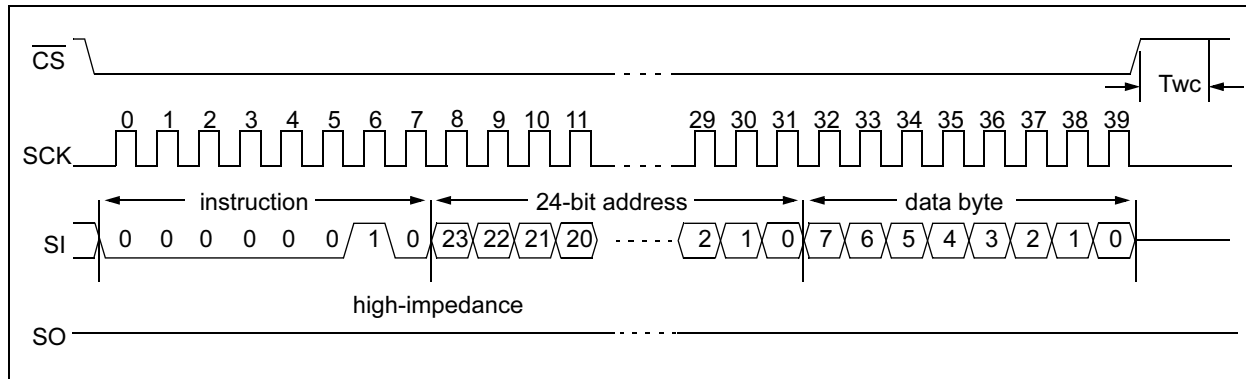 CS
Twc
0 1 2 3 4 5 6 7 8 9 10 11 29 30 31 32 33 34 35 36 37 38 39
SCK
instruction 24-bit address data byte
SI 0 0 0 0 0 0 1 0 23 22 21 20 2 1 0 7 6 5 4 3 2 1 0
high-impedance
SO